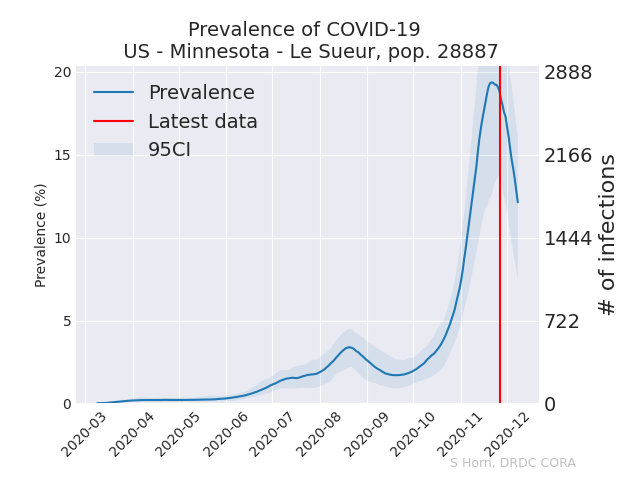 Prevalence of COVID-19
US - Minnesota - Le Sueur, pop. 28887
Prevalence
Latest data
95CI
Prevalence (%)
20
15
10
5
0
2888
2166
1444
722
0
# of infections
2020-03
2020-04
2020-05
2020-06
2020-07
2020-08
2020-09
2020-10
2020-11
2020-12
S Horn, DRDC CORA